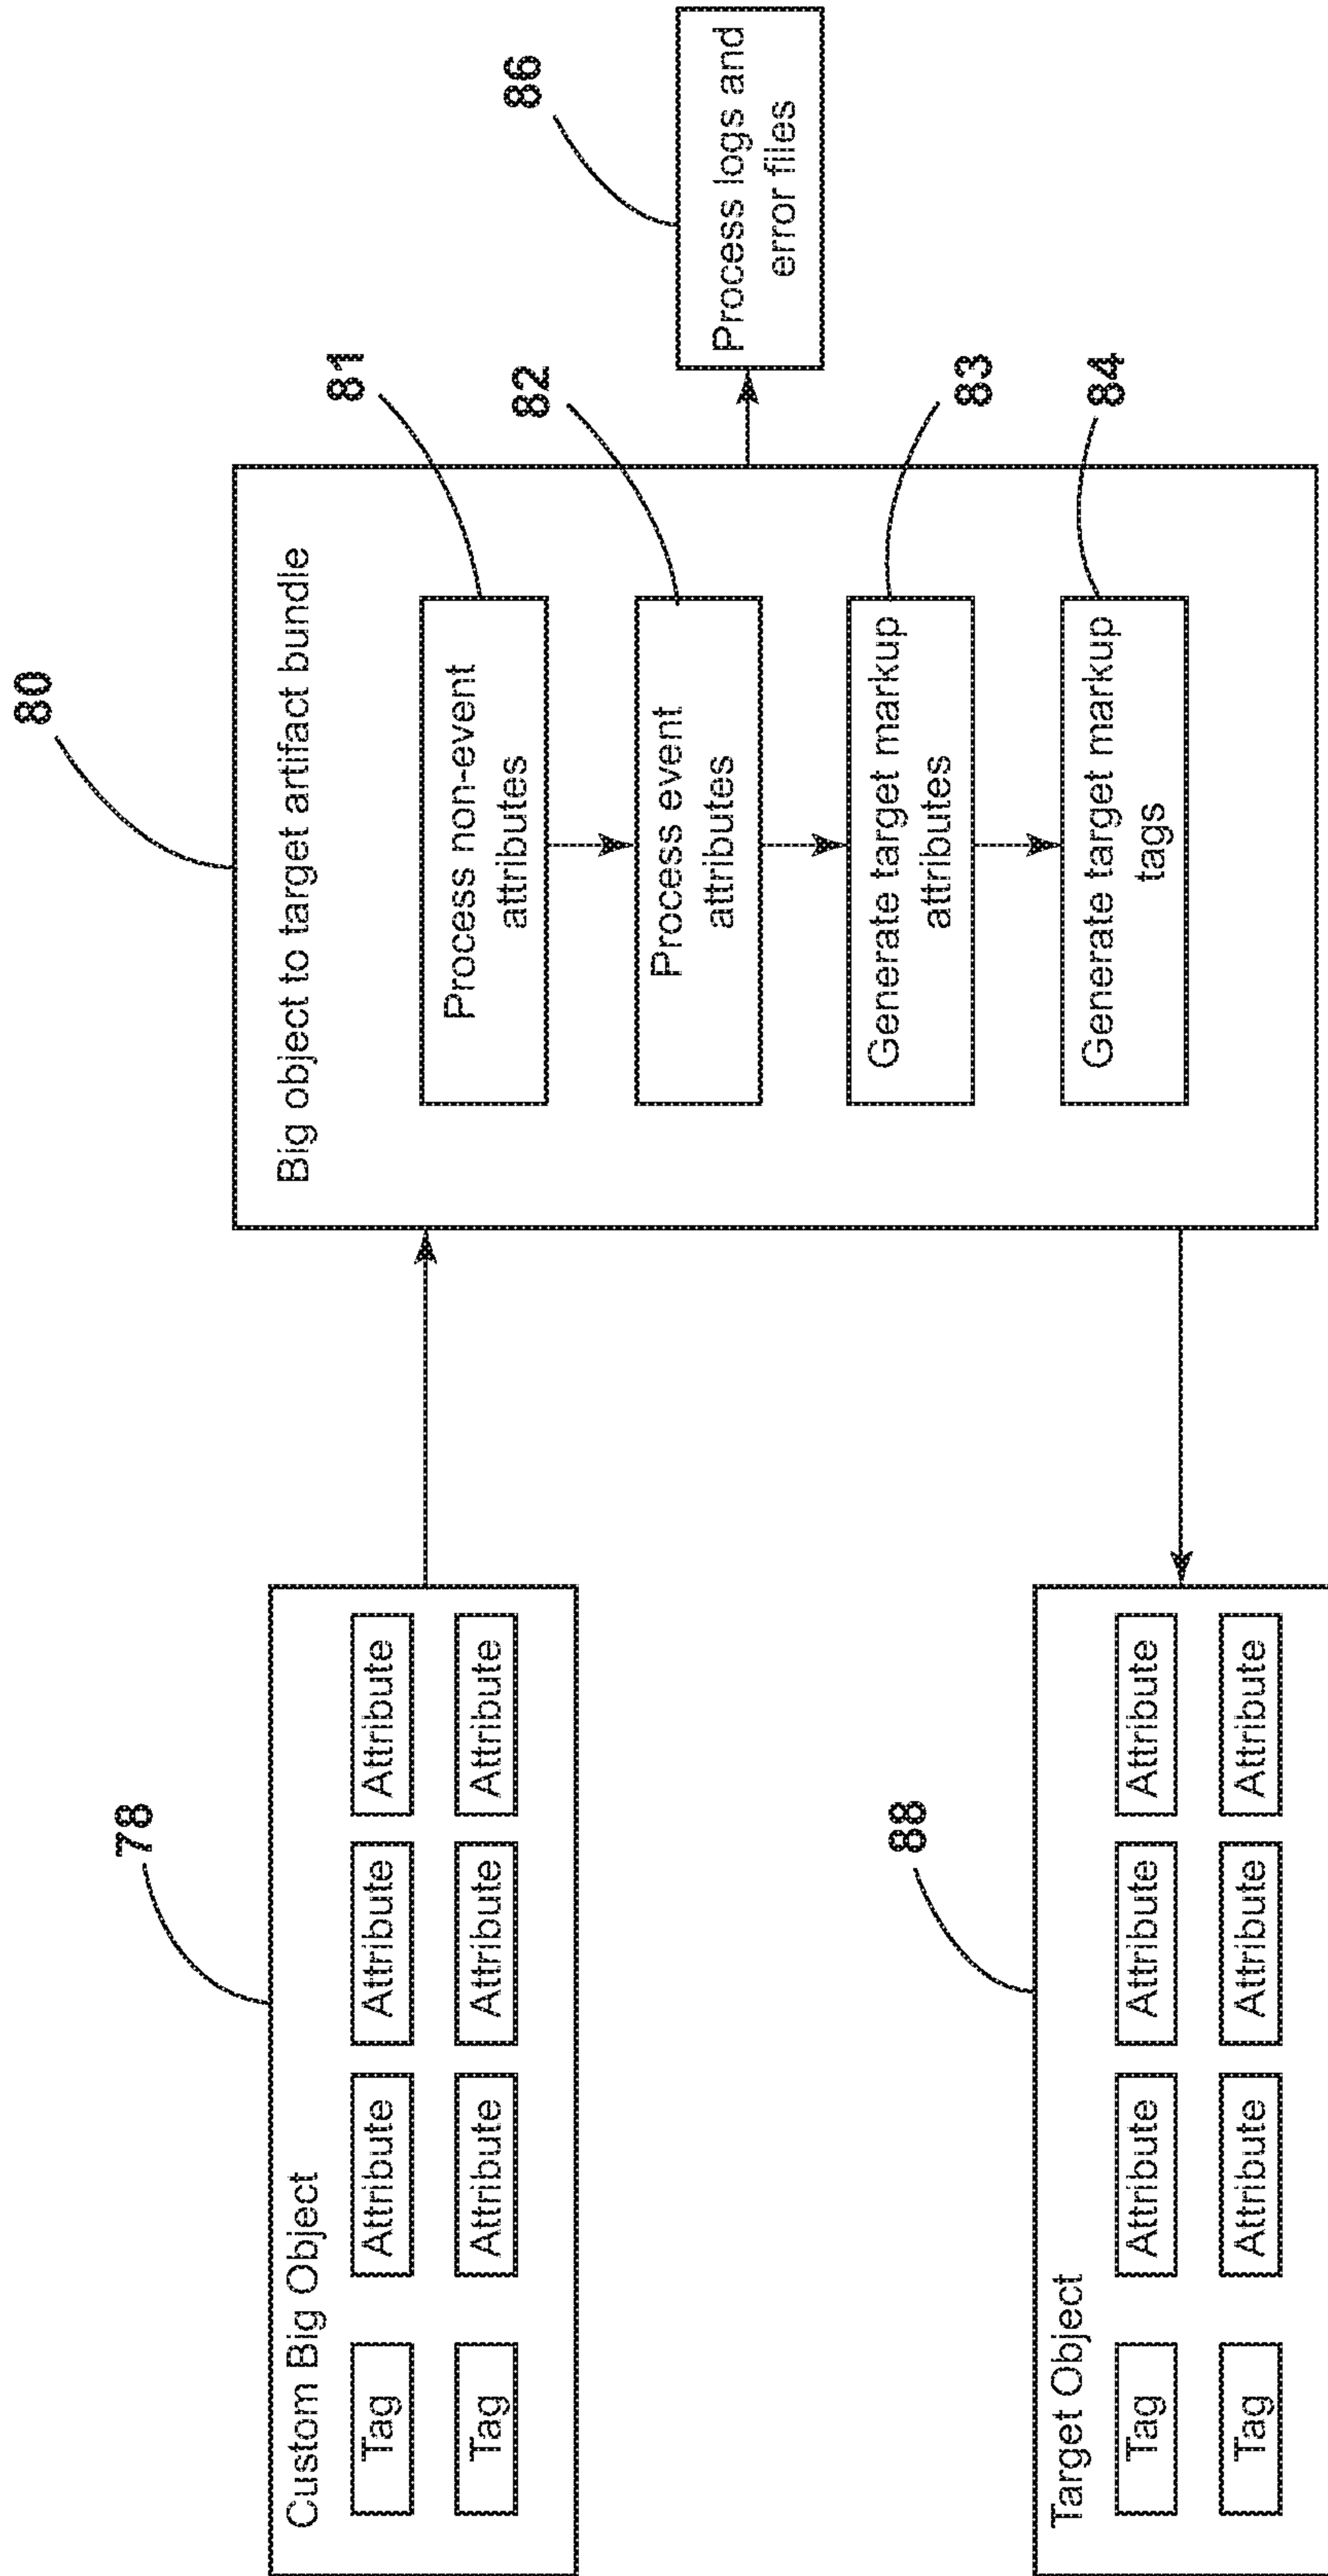 78
Custom Big Object
Tag
Attribute
Attribute
Attribute
Tag
Attribute
Attribute
Attribute
80
Big object to target artifact bundle
81
Process non-event
attributes
82
Process event
attributes
83
Generate target markup
attributes
84
Generate target markup
tags
86
Process logs and
error files
88
Target Object
Tag
Attribute
Attribute
Attribute
Tag
Attribute
Attribute
Attribute